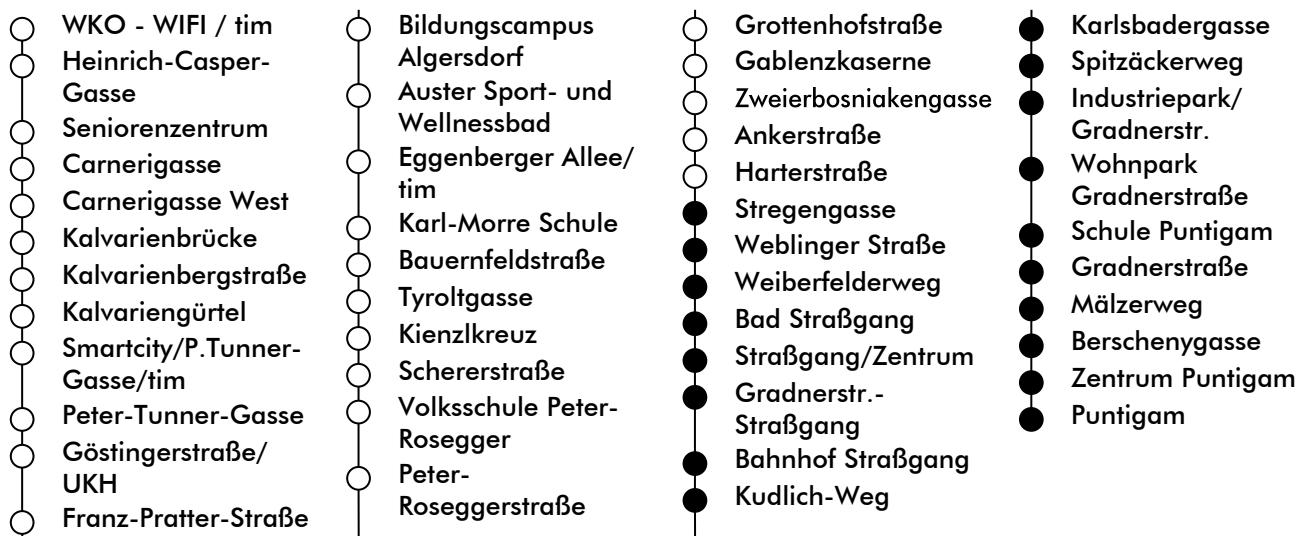 WKO - WIFI / tim
Heinrich-Casper-
Gasse
Seniorenzentrum
Carnerigasse
Carnerigasse West
Kalvarienbrücke
Kalvarienbergstraße
Kalvariengürtel
Smartcity/P.Tunner-
Gasse/tim
Peter-Tunner-Gasse
Göstingerstraße/
UKH
Franz-Pratter-Straße
Bildungscampus
Algersdorf
Auster Sport- und
Wellnessbad
Eggenberger Allee/
tim
Karl-Morre Schule
Bauernfeldstraße
Tyroltgasse
Kienzlkreuz
Schererstraße
Volksschule Peter-
Rosegger
Peter-
Roseggerstraße
Grottenhofstraße
Gablenzkaserne
Zweierbosniakengasse
Ankerstraße
Harterstraße
Stregengasse
Weblinger Straße
Weiberfelderweg
Bad Straßgang
Straßgang/Zentrum
Gradnerstr.-
Straßgang
Bahnhof Straßgang
Kudlich-Weg
Karlsbadergasse
Spitzäckerweg
Industriepark/
Gradnerstr.
Wohnpark
Gradnerstraße
Schule Puntigam
Gradnerstraße
Mälzerweg
Berschenygasse
Zentrum Puntigam
Puntigam